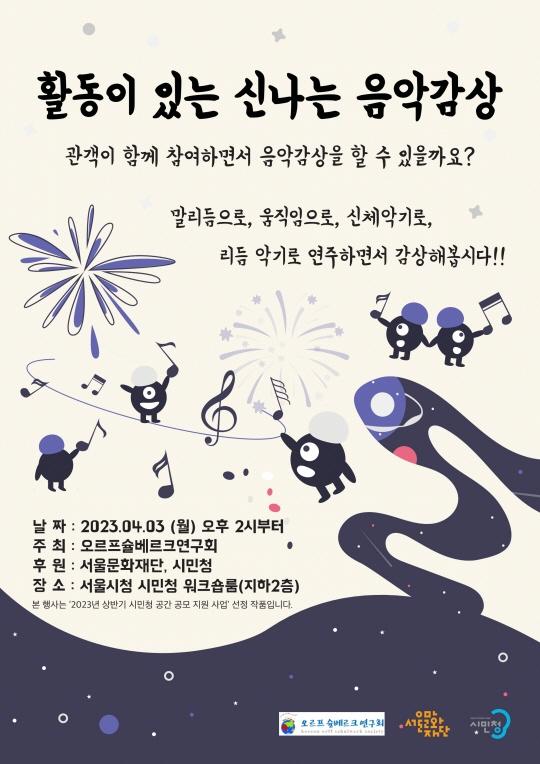 활동이 있는 신나는 음악감상
관객이 함께 참여하면서 음악감상을 할 수 있을까요?
말리듬으로, 움직임으로, 신체악기로,
리듬 악기로 연주하면서 감상해봅시다!!
날 짜 : 2023.04.03 (월) 오후 2시부터
주 최 : 오르프슐베르크연구회
후 원 : 서울문화재단, 시민청
장 소 : 서울시청 시민청 워크숍룸(지하2층)
본 행사는 '2023년 상반기 시민청 공간 공모 지원 사업' 선정 작품입니다.
오르프 슐베르크 연구회
korean orff schulwerk society
서울문화재단
시민청